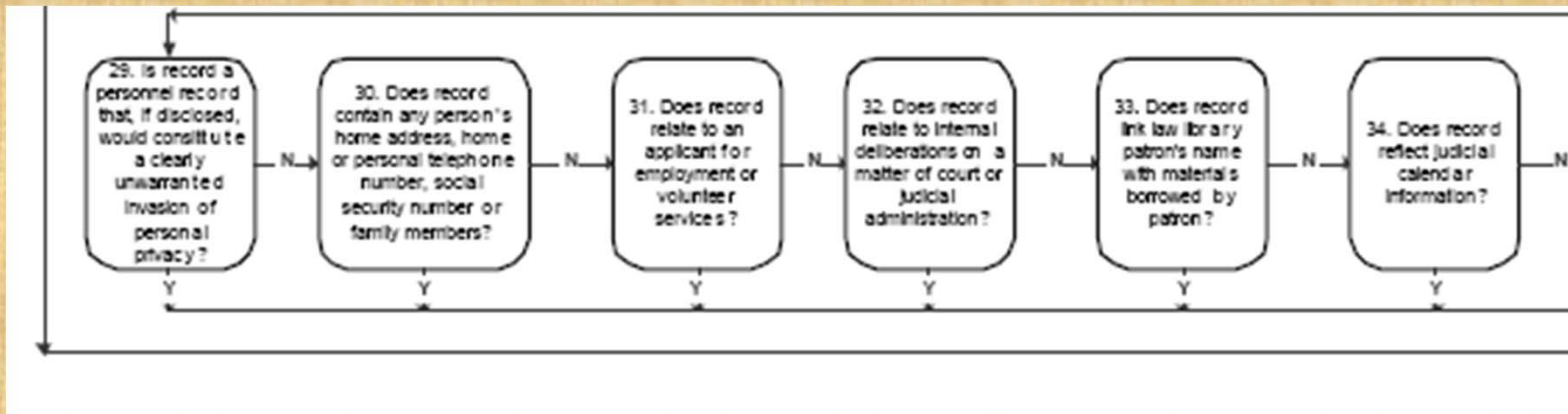 29. Is record a
personnel record
that, if disclosed,
would constitute
a clearly
unwarranted
invasion of
personal
privacy?
N
30. Does record
contain any person's
home address, home
or personal telephone
number, social
security number or
family members?
N
31. Does record
relate to an
applicant for
employment or
volunteer
services?
N
32. Does record
relate to internal
deliberations on a
matter of court or
judicial
administration?
N
33. Does record
link law library
patron's name
with materials
borrowed by
patron?
N
34. Does record
reflect judicial
calendar
information?
N
Y
Y
Y
Y
Y
Y